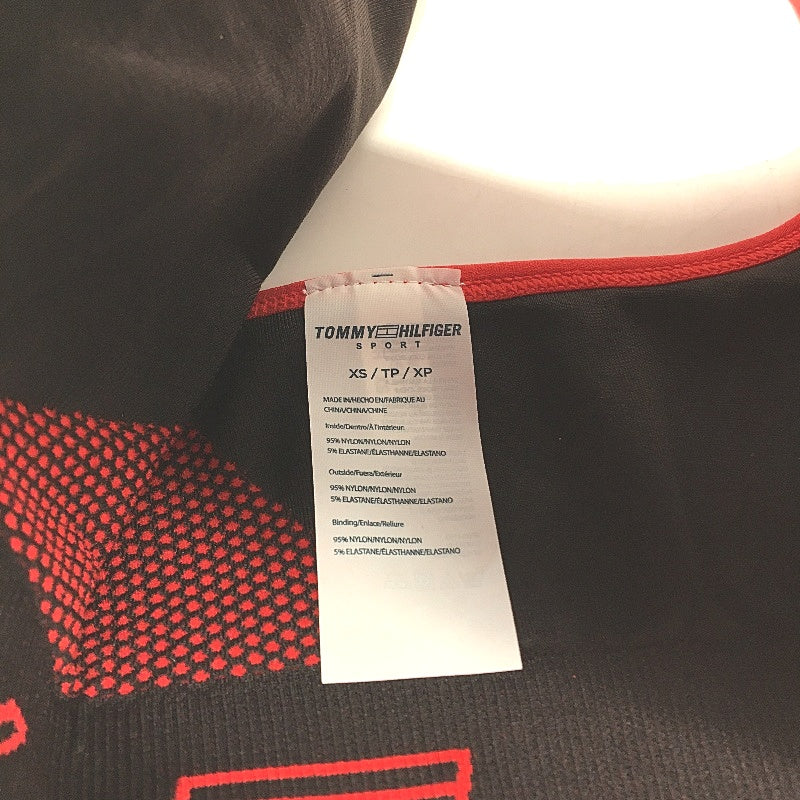 TOMMY HILFIGER
SPORT
XS / TP / XP
MADE IN/HECHO EN/FABRIQUE AU
CHINA/CHINA/CHINE
Inside/Dentro/À l'intérieur:
95% NYLON/NYLON/NYLON
5% ELASTANE/ÉLASTHANNE/ELASTANO
Outside/Fuera/Extérieur
95% NYLON/NYLON/NYLON
5% ELASTANE/ÉLASTHANNE/ELASTANO
Binding/Enlace/Reliure
95% NYLON/NYLON/NYLON
5% ELASTANE/ÉLASTHANNE/ELASTANO